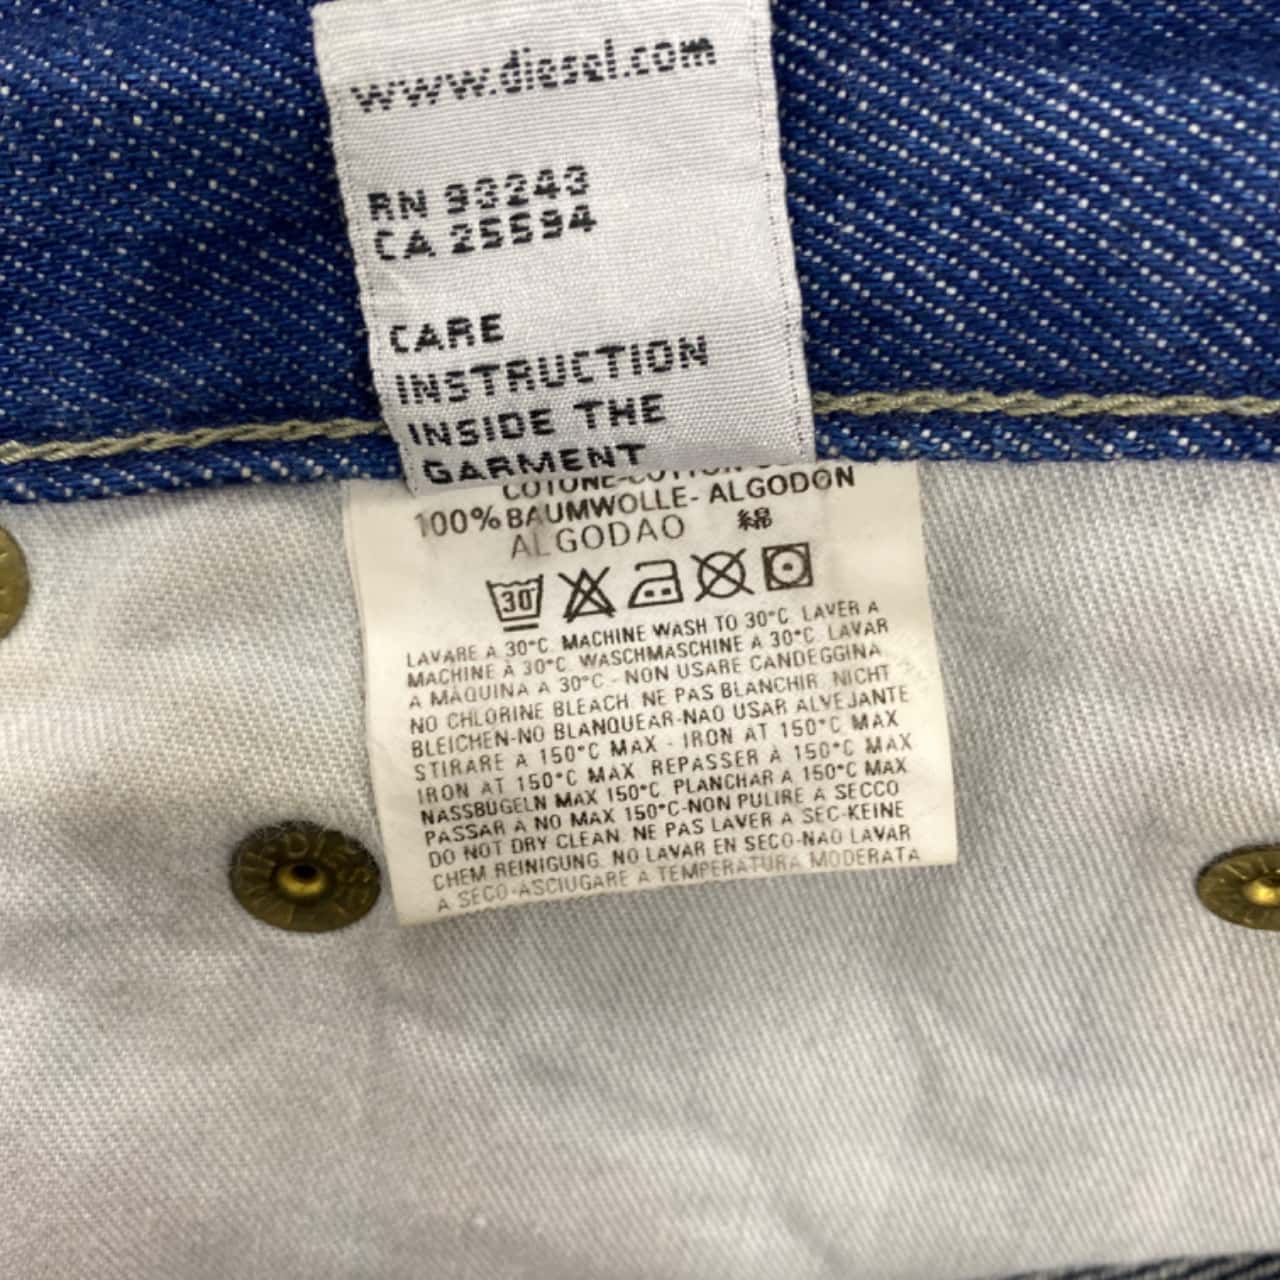 www.diesel.com
RN 93243
CA 25594
CARE
INSTRUCTION
INSIDE THE
GARMENT
COTONE-COTTON
100% BAUMWOLLE- ALGODON
ALGODAO 綿
30
LAVARE A 30°C. MACHINE WASH TO 30°C. LAVER A
MACHINE A 30°C. WASCHMASCHINE A 30°C. LAVAR
A MAQUINA A 30°C - NON USARE CANDEGGINA
NO CHLORINE BLEACH. NE PAS BLANCHIR. NICHT
BLEICHEN-NO BLANQUEAR-NAO USAR ALVEJANTE
STIRARE A 150°C MAX - IRON AT 150°C MAX
IRON AT 150°C MAX. REPASSER À 150°C MAX
NASSBUGELN MAX 150°C. PLANCHAR A 150°C MAX
PASSAR A NO MAX 150°C-NON PULIRE A SECCO
DO NOT DRY CLEAN. NE PAS LAVER A SEC-KEINE
CHEM REINIGUNG. NO LAVAR EN SECO-NAO LAVAR
A SECO-ASCIUGARE A TEMPERATURA MODERATA
DIESEL